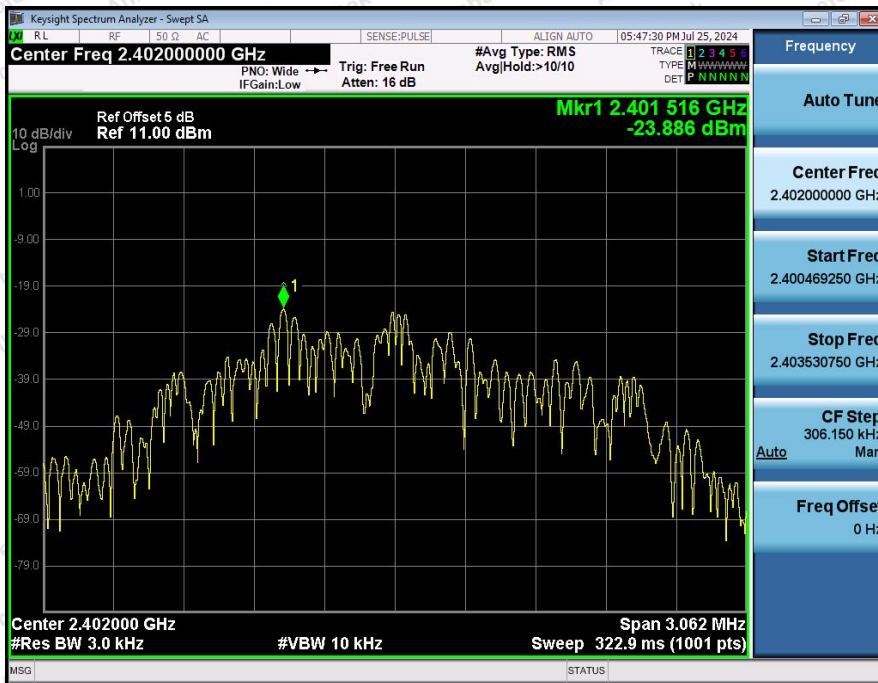 Keysight Spectrum Analyzer - Swept SA
LXI RL RF 50 Ω AC SENSE:PULSE ALIGN AUTO 05:47:30 PM Jul 25, 2024
Center Freq 2.402000000 GHz
PNO: Wide
IFGain:Low
Trig: Free Run
Atten: 16 dB
#Avg Type: RMS
Avg|Hold:>10/10
TRACE 1 2 3 4 5 6
TYPE M W W W W W
DET P N N N N N
Mkr1 2.401 516 GHz
-23.886 dBm
Ref Offset 5 dB
10 dB/div Ref 11.00 dBm
Log
1.00
-9.00
-19.0
-29.0
-39.0
-49.0
-59.0
-69.0
-79.0
1
Center 2.402000 GHz
Span 3.062 MHz
#Res BW 3.0 kHz
#VBW 10 kHz
Sweep 322.9 ms (1001 pts)
MSG
STATUS
Frequency
Auto Tune
Center Freq
2.402000000 GHz
Start Freq
2.400469250 GHz
Stop Freq
2.403530750 GHz
CF Step
306.150 kHz
Auto Man
Freq Offset
0 Hz